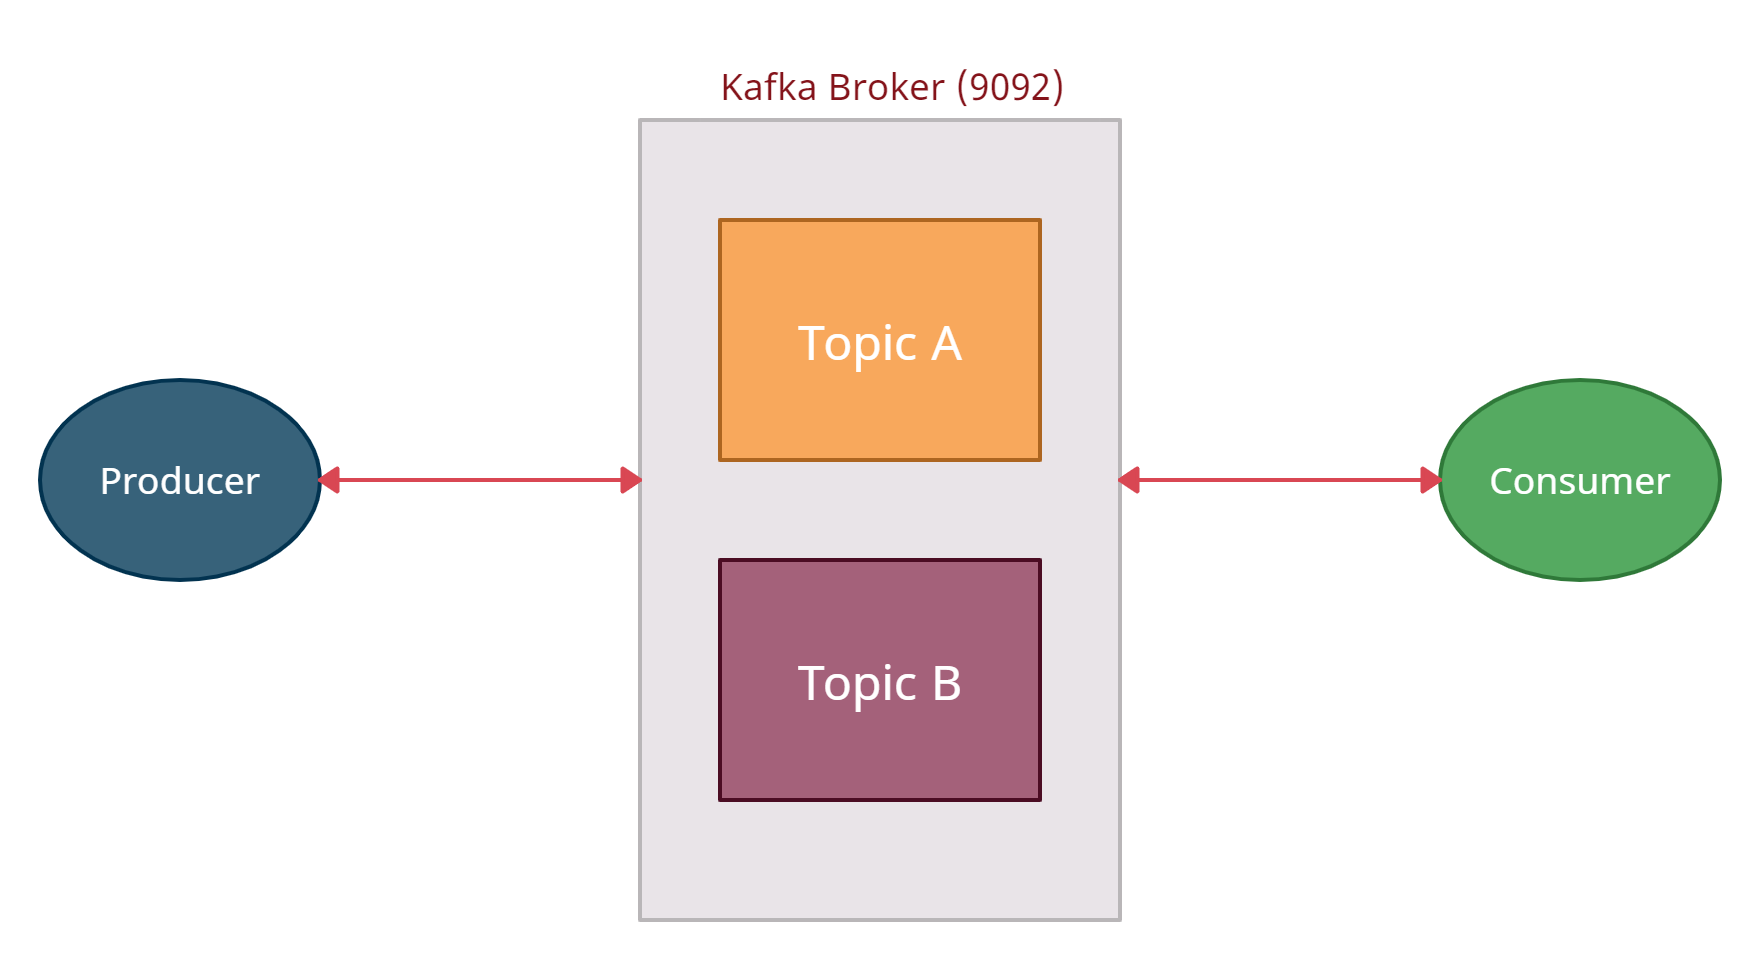 Kafka Broker (9092)
Topic A
Producer
Consumer
Topic B